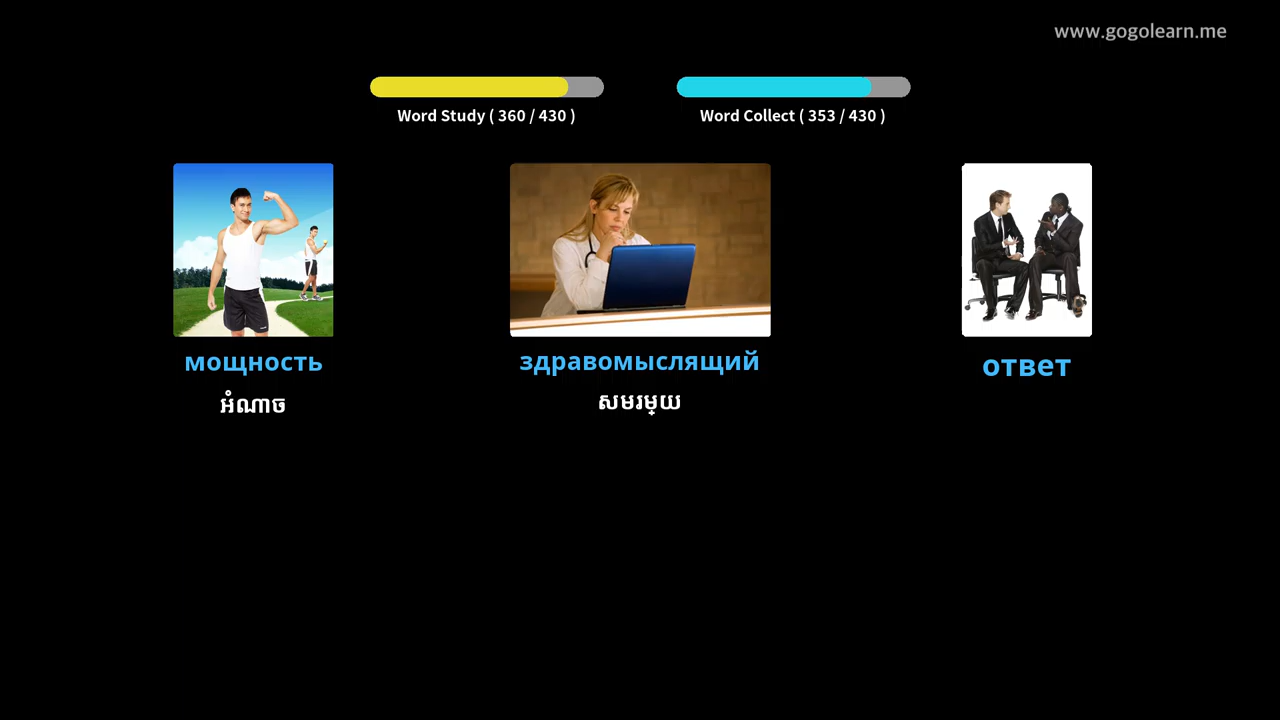 www.gogolearn.me
Word Study ( 360 / 430 )
Word Collect ( 353 / 430 )
мощность
អំណាច
здравомыслящий
សមរម្យ
ответ